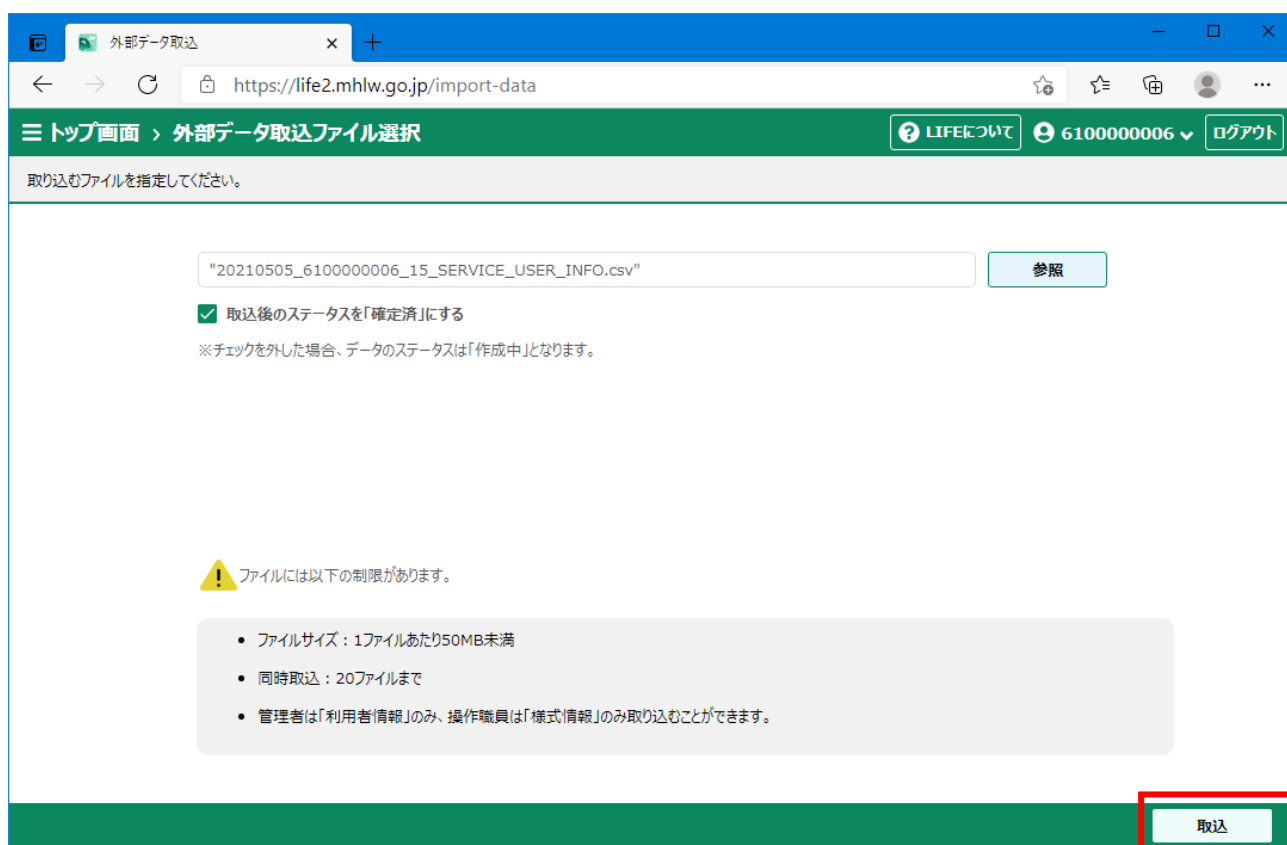 外部データ取込
https://life2.mhlw.go.jp/import-data
トップ画面 › 外部データ取込ファイル選択
LIFEについて
6100000006
ログアウト
取り込むファイルを指定してください。
"20210505_6100000006_15_SERVICE_USER_INFO.csv"
参照
取込後のステータスを「確定済」にする
※チェックを外した場合、データのステータスは「作成中」となります。
ファイルには以下の制限があります。
• ファイルサイズ：1ファイルあたり50MB未満
• 同時取込：20ファイルまで
• 管理者は「利用者情報」のみ、操作職員は「様式情報」のみ取り込むことができます。
取込